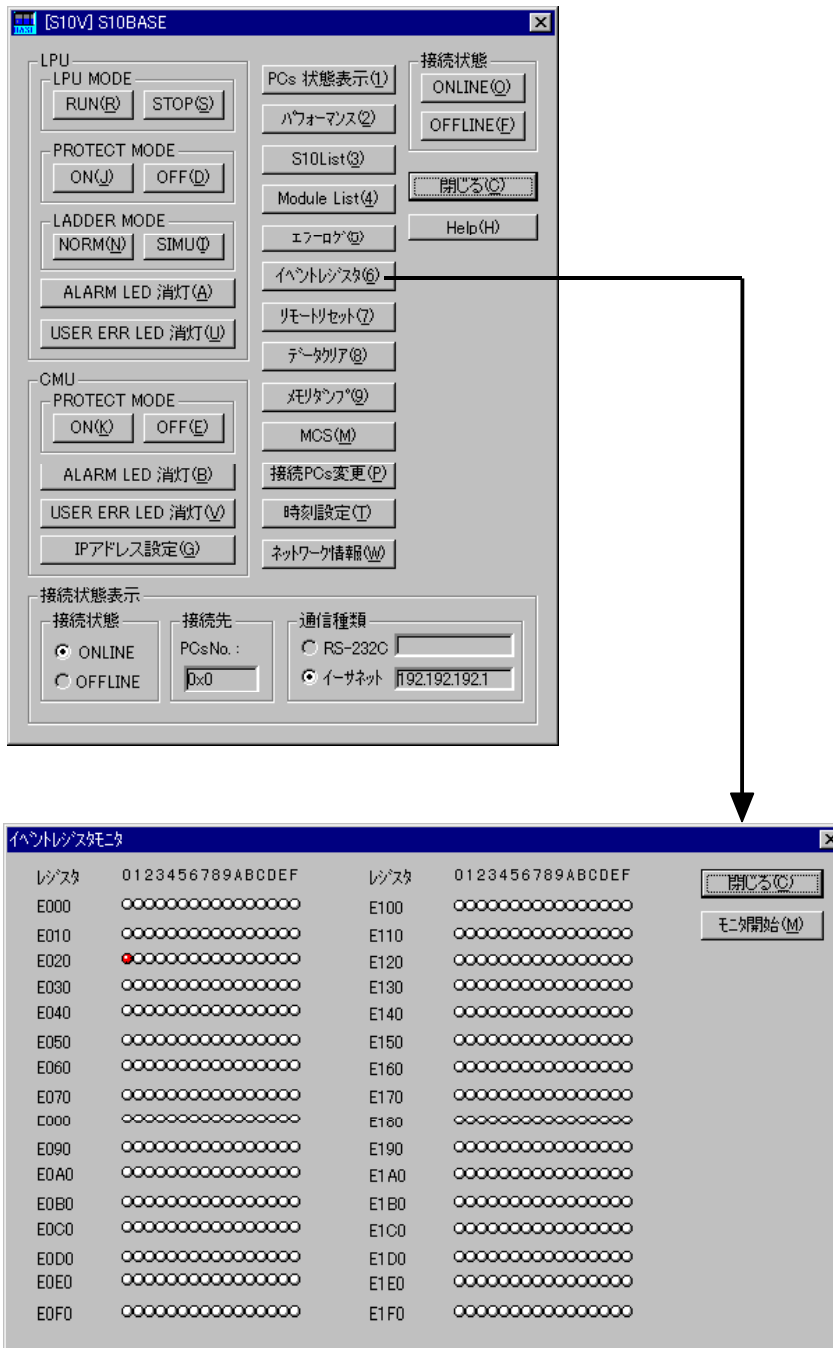 [S10V] S10BASE
LPU
LPU MODE
RUN(R) STOP(S)
PROTECT MODE
ON(J) OFF(D)
LADDER MODE
NORM(N) SIMU(I)
ALARM LED 消灯(A)
USER ERR LED 消灯(U)
CMU
PROTECT MODE
ON(K) OFF(E)
ALARM LED 消灯(B)
USER ERR LED 消灯(V)
IPアドレス設定(G)
PCs 状態表示(1)
パフォーマンス(2)
S10List(3)
Module List(4)
エラーログ(5)
イベントレジスタ(6)
リモートリセット(7)
データクリア(8)
メモリダンプ(9)
MCS(M)
接続PCs変更(P)
時刻設定(T)
ネットワーク情報(W)
接続状態
ONLINE(O)
OFFLINE(F)
閉じる(C)
Help(H)
接続状態表示
接続状態
ONLINE
OFFLINE
接続先
PCsNo. :
0x0
通信種類
RS-232C
イーサネット 192.192.192.1
イベントレジスタモニタ
レジスタ 0123456789ABCDEF レジスタ 0123456789ABCDEF
E000 E100
E010 E110
E020 E120
E030 E130
E040 E140
E050 E150
E060 E160
E070 E170
E080 E180
E090 E190
E0A0 E1A0
E0B0 E1B0
E0C0 E1C0
E0D0 E1D0
E0E0 E1E0
E0F0 E1F0
閉じる(C)
モニタ開始(M)